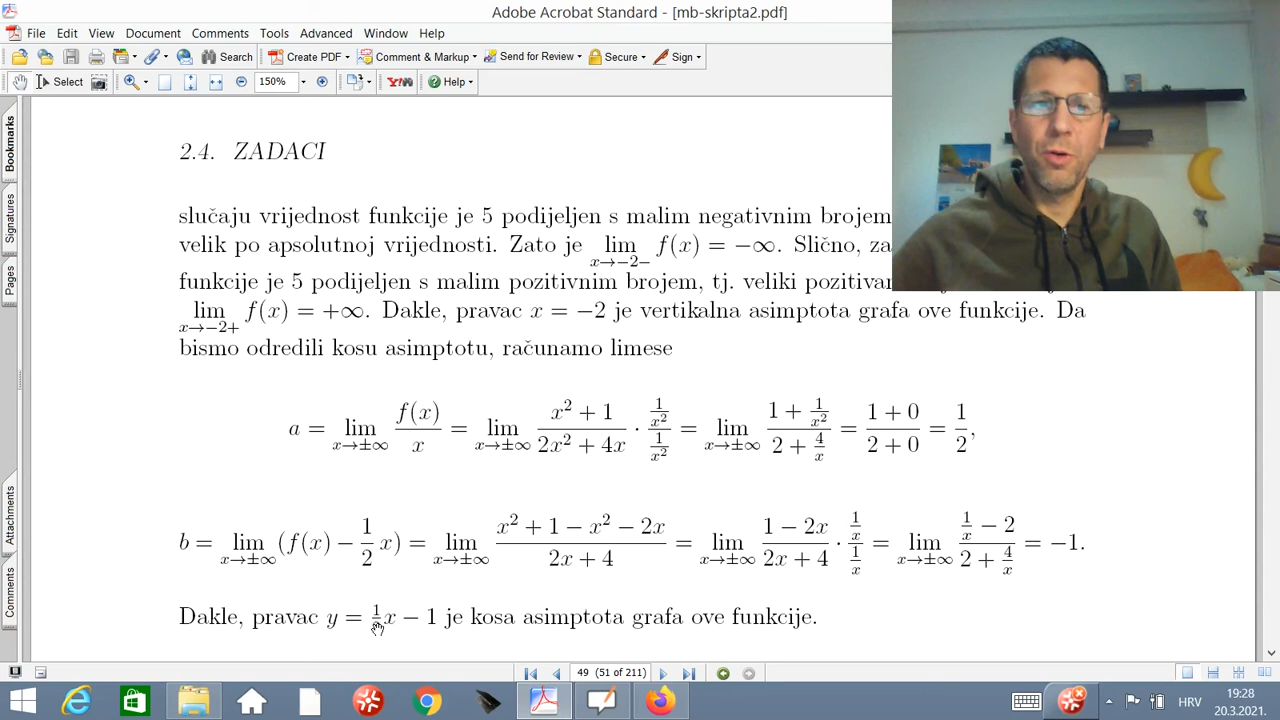 Adobe Acrobat Standard - [mb-skripta2.pdf]
File Edit View Document Comments Tools Advanced Window Help
Search Create PDF Comment & Markup Send for Review Secure Sign
Select 150% Y! Help
Bookmarks
Signatures
Pages
Attachments
Comments
2.4. ZADACI
slučaju vrijednost funkcije je 5 podijeljen s malim negativnim brojem
velik po apsolutnoj vrijednosti. Zato je lim x→−2− f(x) = −∞. Slično, za
funkcije je 5 podijeljen s malim pozitivnim brojem, tj. veliki
lim x→−2+ f(x) = +∞. Dakle, pravac x = −2 je vertikalna asimptota grafa ove funkcije. Da
bismo odredili kosu asimptotu, računamo limese
a = lim x→±∞ f(x)/x = lim x→±∞ (x² + 1)/(2x² + 4x) · (1/x²)/(1/x²) = lim x→±∞ (1 + 1/x²)/(2 + 4/x) = (1 + 0)/(2 + 0) = 1/2,
b = lim x→±∞ (f(x) − 1/2 x) = lim x→±∞ (x² + 1 − x² − 2x)/(2x + 4) = lim x→±∞ (1 − 2x)/(2x + 4) · (1/x)/(1/x) = lim x→±∞ (1/x − 2)/(2 + 4/x) = −1.
Dakle, pravac y = 1/2 x − 1 je kosa asimptota grafa ove funkcije.
49 (51 of 211)
HRV
19:28
20.3.2021.